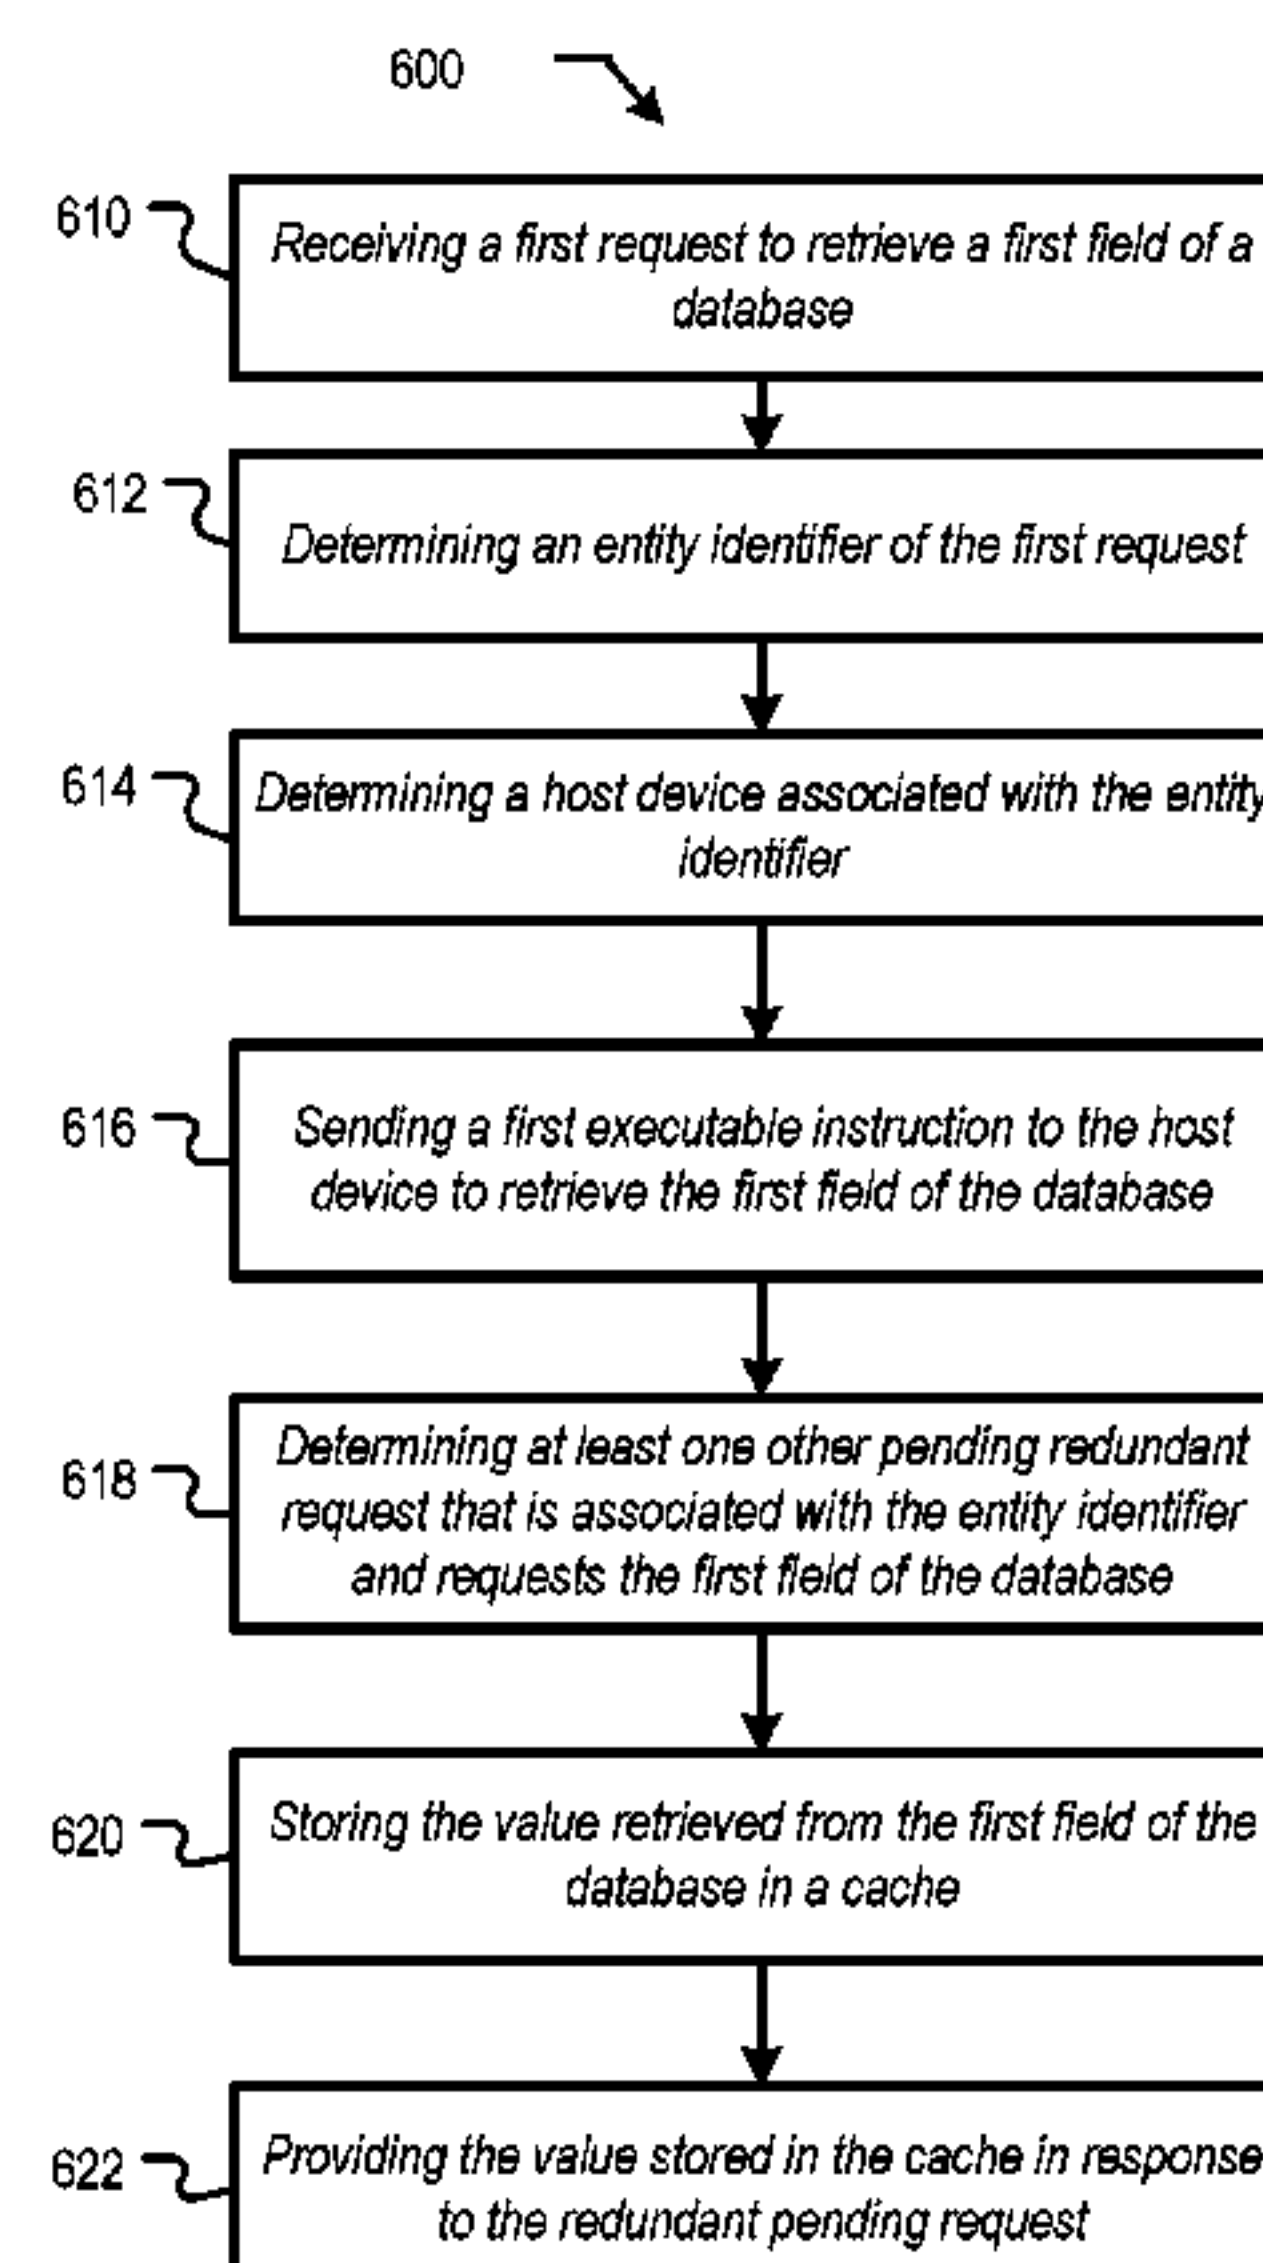 600
610
Receiving a first request to retrieve a first field of a
database
612
Determining an entity identifier of the first request
614
Determining a host device associated with the entity
identifier
616
Sending a first executable instruction to the host
device to retrieve the first field of the database
618
Determining at least one other pending redundant
request that is associated with the entity identifier
and requests the first field of the database
620
Storing the value retrieved from the first field of the
database in a cache
622
Providing the value stored in the cache in response
to the redundant pending request